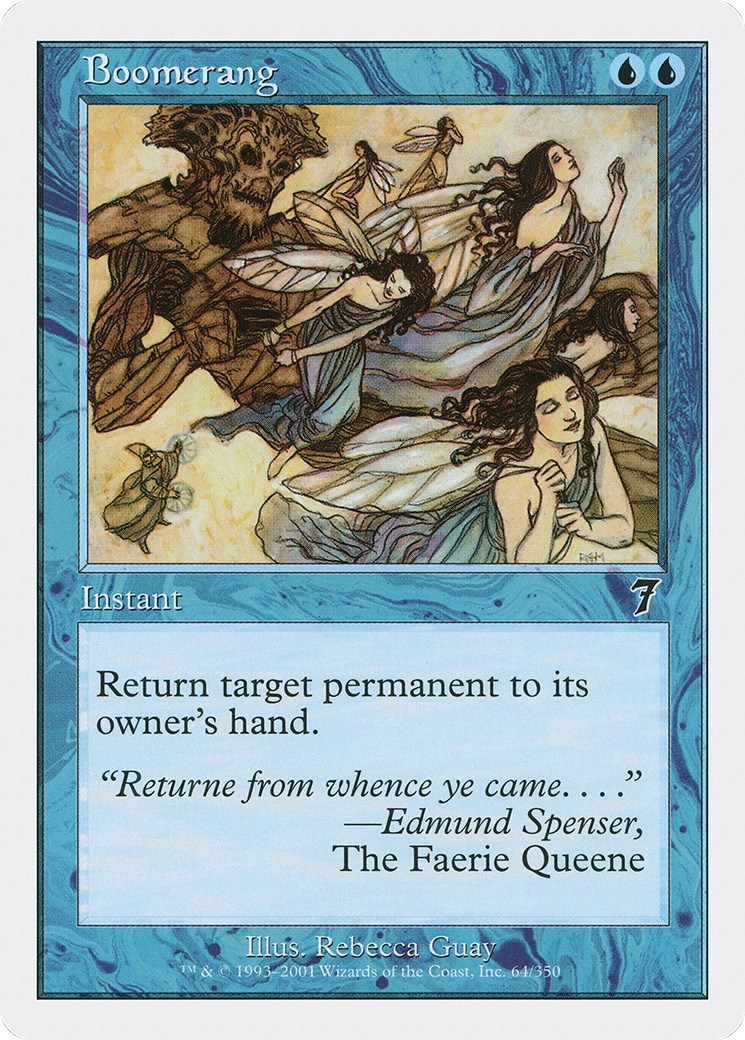 Boomerang
Instant
7
Return target permanent to its
owner's hand.
“Returne from whence ye came. . . .”
—Edmund Spenser,
The Faerie Queene
Illus. Rebecca Guay
™ & © 1993-2001 Wizards of the Coast, Inc. 64/350